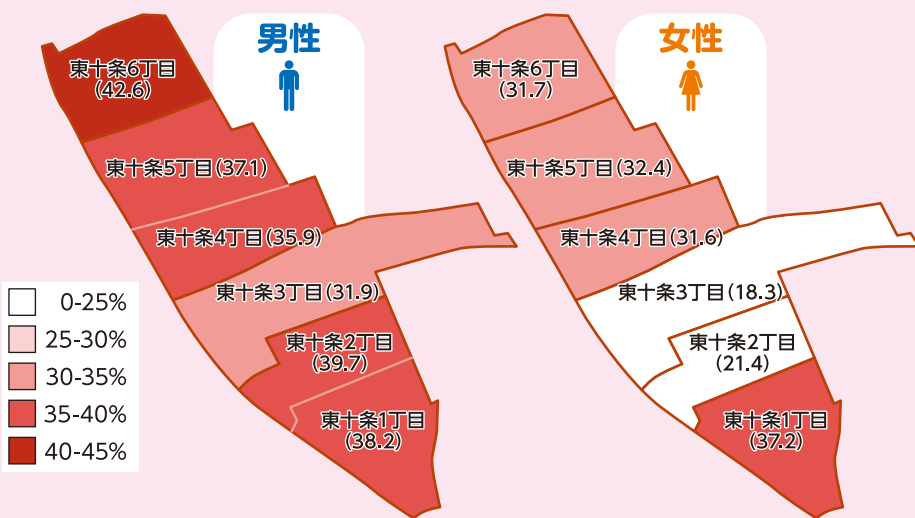 男性
東十条6丁目
(42.6)
東十条5丁目(37.1)
東十条4丁目(35.9)
東十条3丁目(31.9)
東十条2丁目
(39.7)
東十条1丁目
(38.2)
女性
東十条6丁目
(31.7)
東十条5丁目(32.4)
東十条4丁目(31.6)
東十条3丁目(18.3)
東十条2丁目
(21.4)
東十条1丁目
(37.2)
0-25%
25-30%
30-35%
35-40%
40-45%